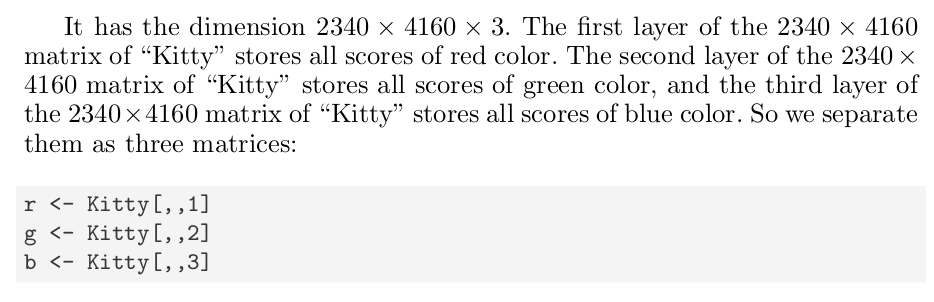 It has the dimension 2340 × 4160 × 3. The first layer of the 2340 × 4160
matrix of “Kitty” stores all scores of red color. The second layer of the 2340 ×
4160 matrix of “Kitty” stores all scores of green color, and the third layer of
the 2340×4160 matrix of “Kitty” stores all scores of blue color. So we separate
them as three matrices:
r <- Kitty[,,1]
g <- Kitty[,,2]
b <- Kitty[,,3]